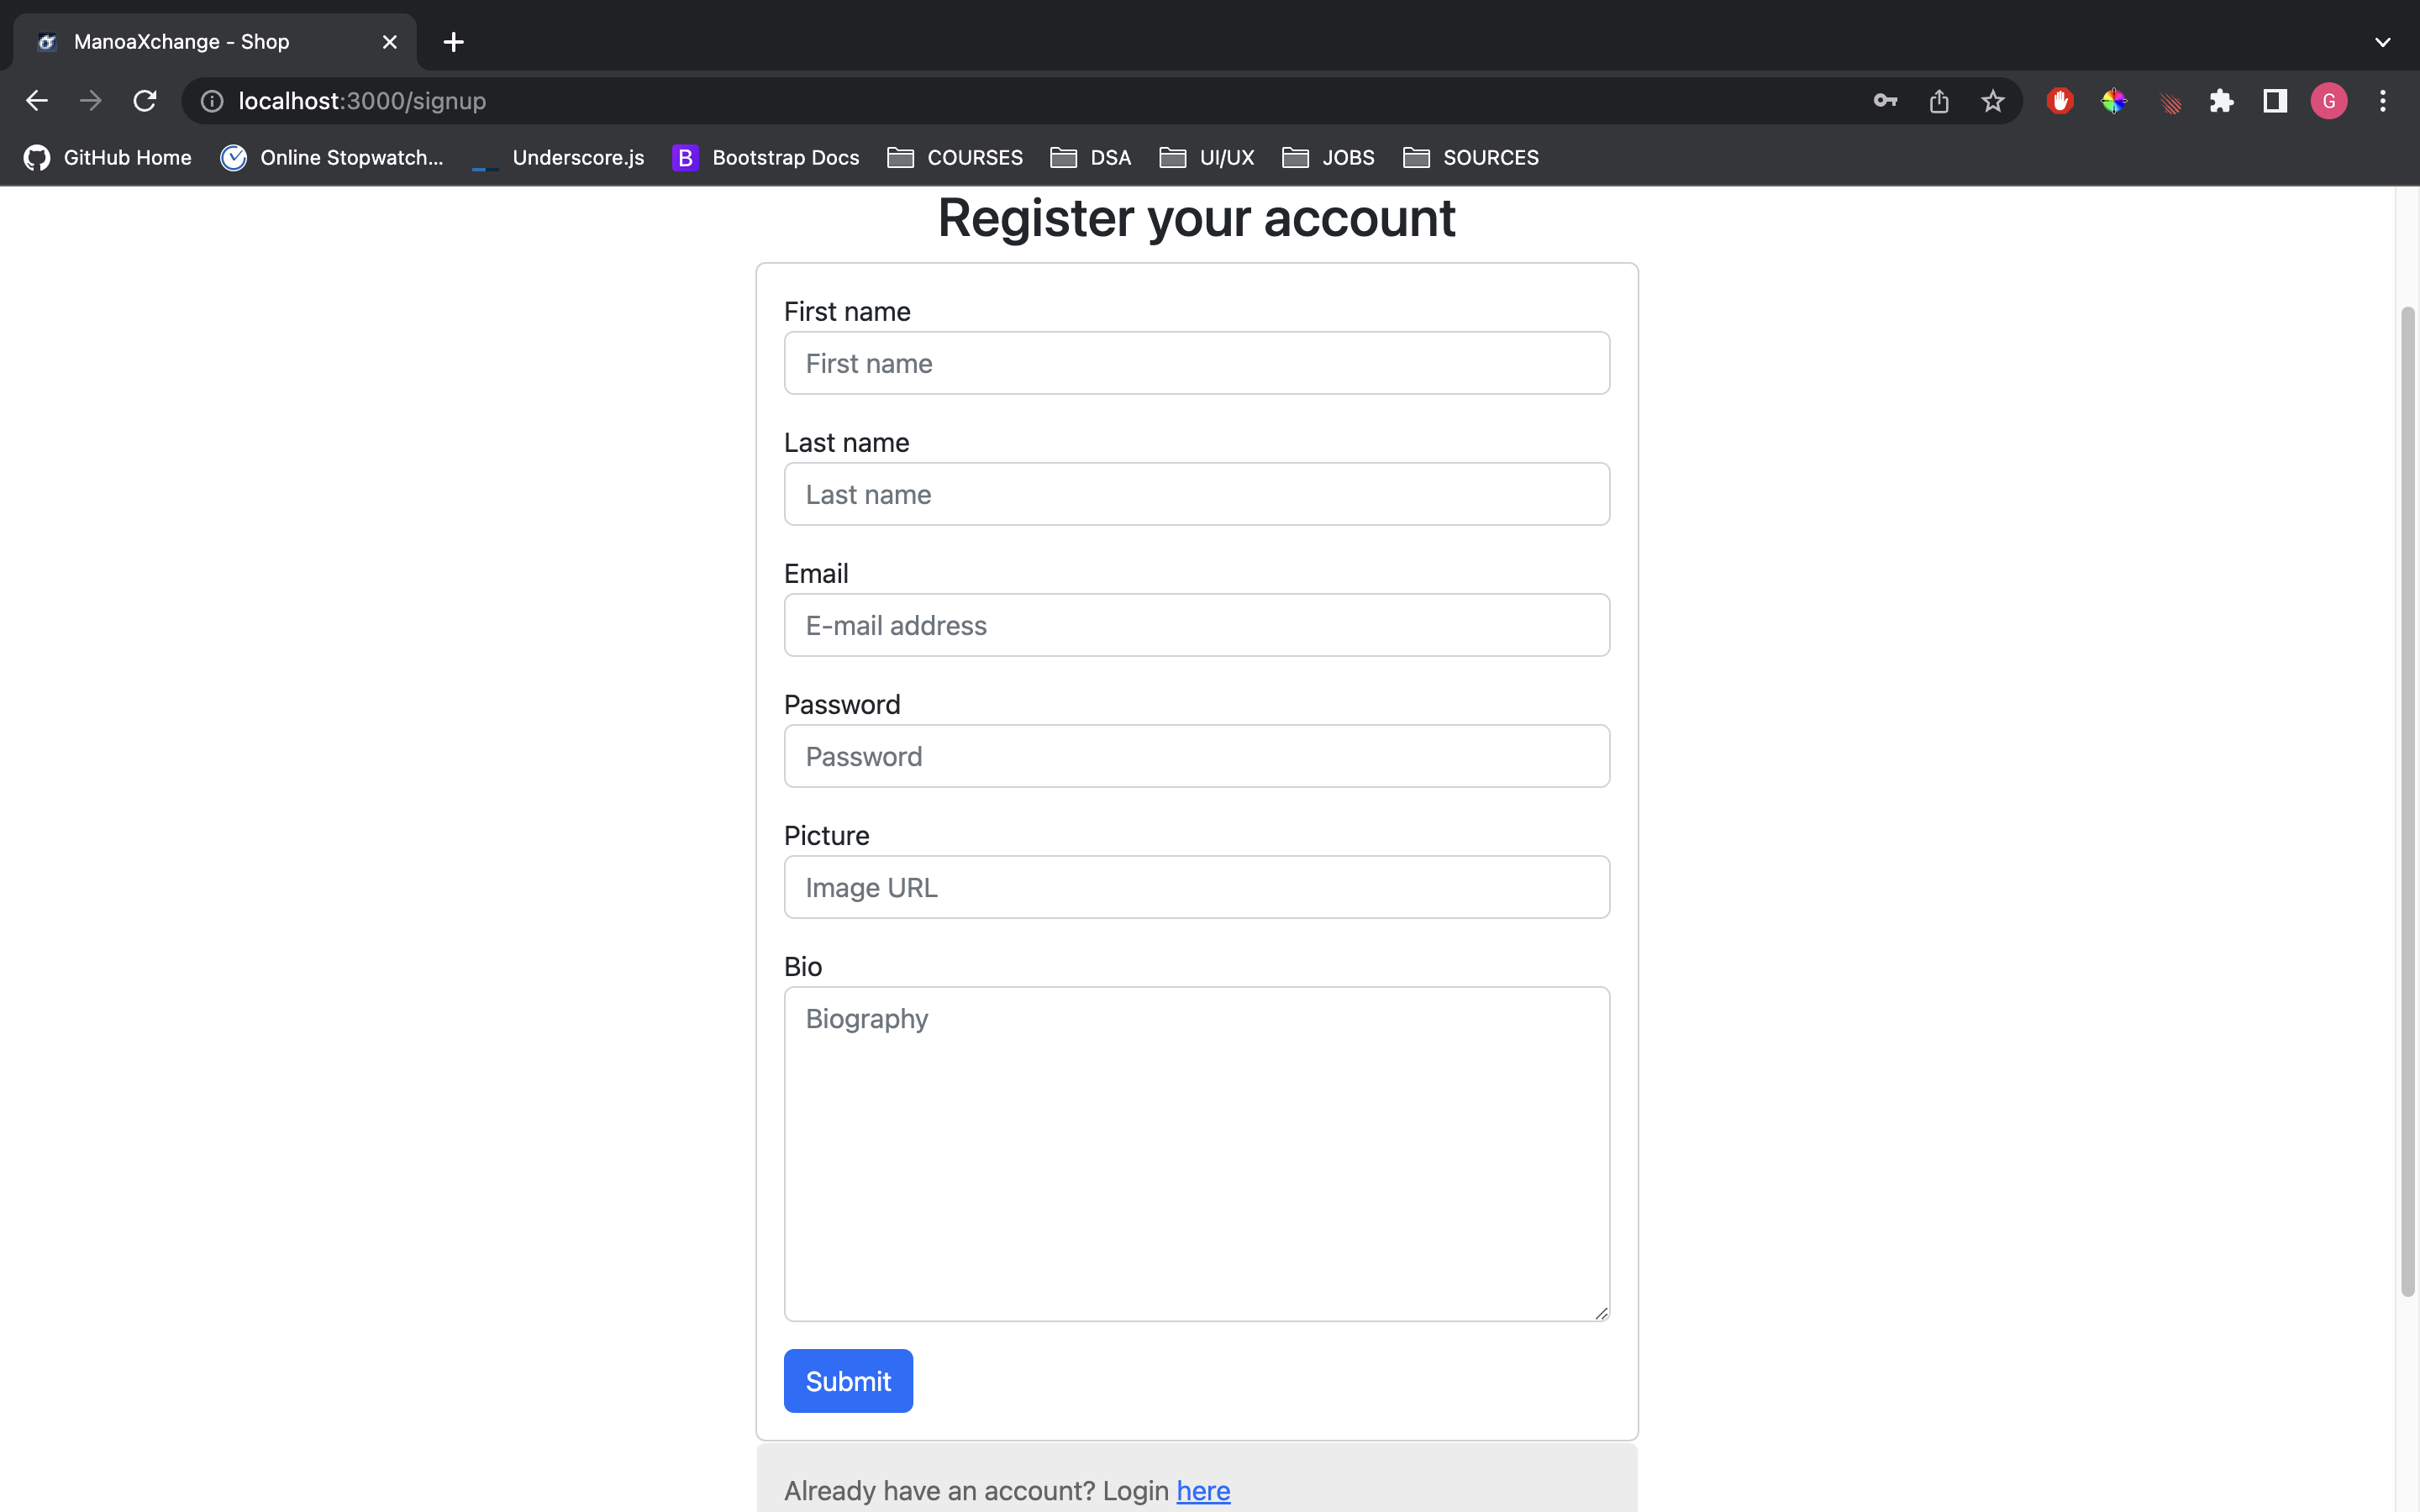 ManoaXchange - Shop
localhost:3000/signup
G
GitHub Home Online Stopwatch... Underscore.js B Bootstrap Docs COURSES DSA UI/UX JOBS SOURCES
Register your account
First name
First name
Last name
Last name
Email
E-mail address
Password
Password
Picture
Image URL
Bio
Biography
Submit
Already have an account? Login here